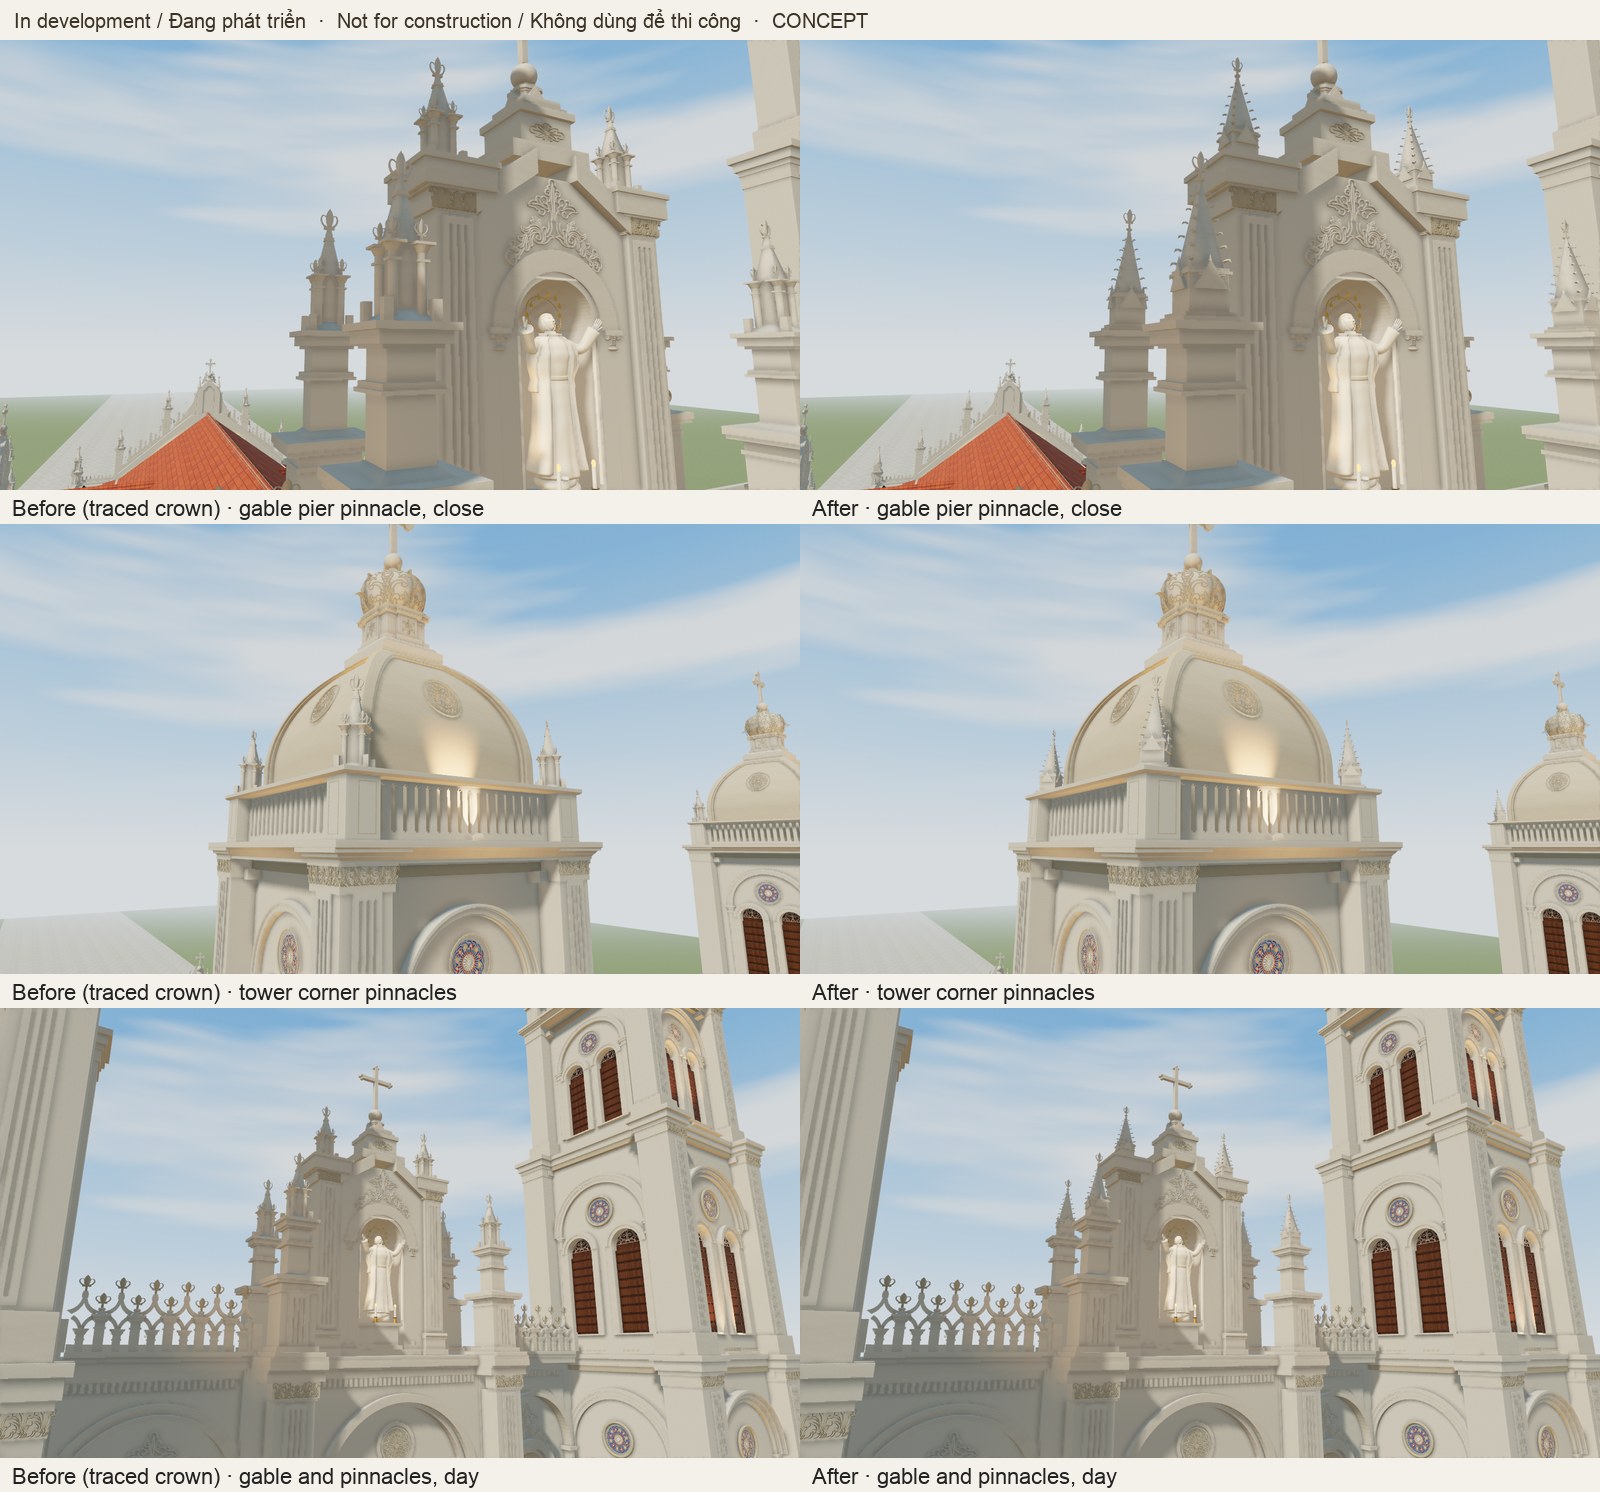 In development / Đang phát triển · Not for construction / Không dùng để thi công · CONCEPT
Before (traced crown) · gable pier pinnacle, close
After · gable pier pinnacle, close
Before (traced crown) · tower corner pinnacles
After · tower corner pinnacles
Before (traced crown) · gable and pinnacles, day
After · gable and pinnacles, day